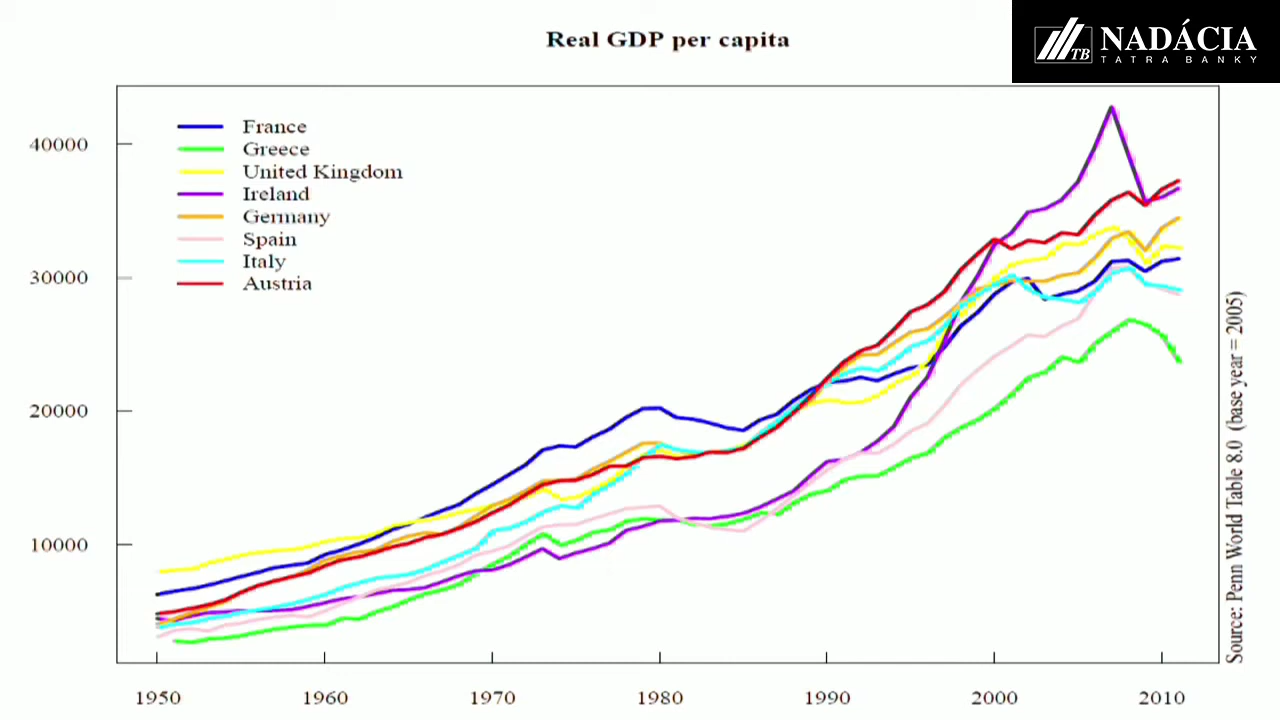 Real GDP per capita
TB NADÁCIA
TATRA BANKY
France
Greece
United Kingdom
Ireland
Germany
Spain
Italy
Austria
40000
30000
20000
10000
1950 1960 1970 1980 1990 2000 2010
Source: Penn World Table 8.0 (base year = 2005)